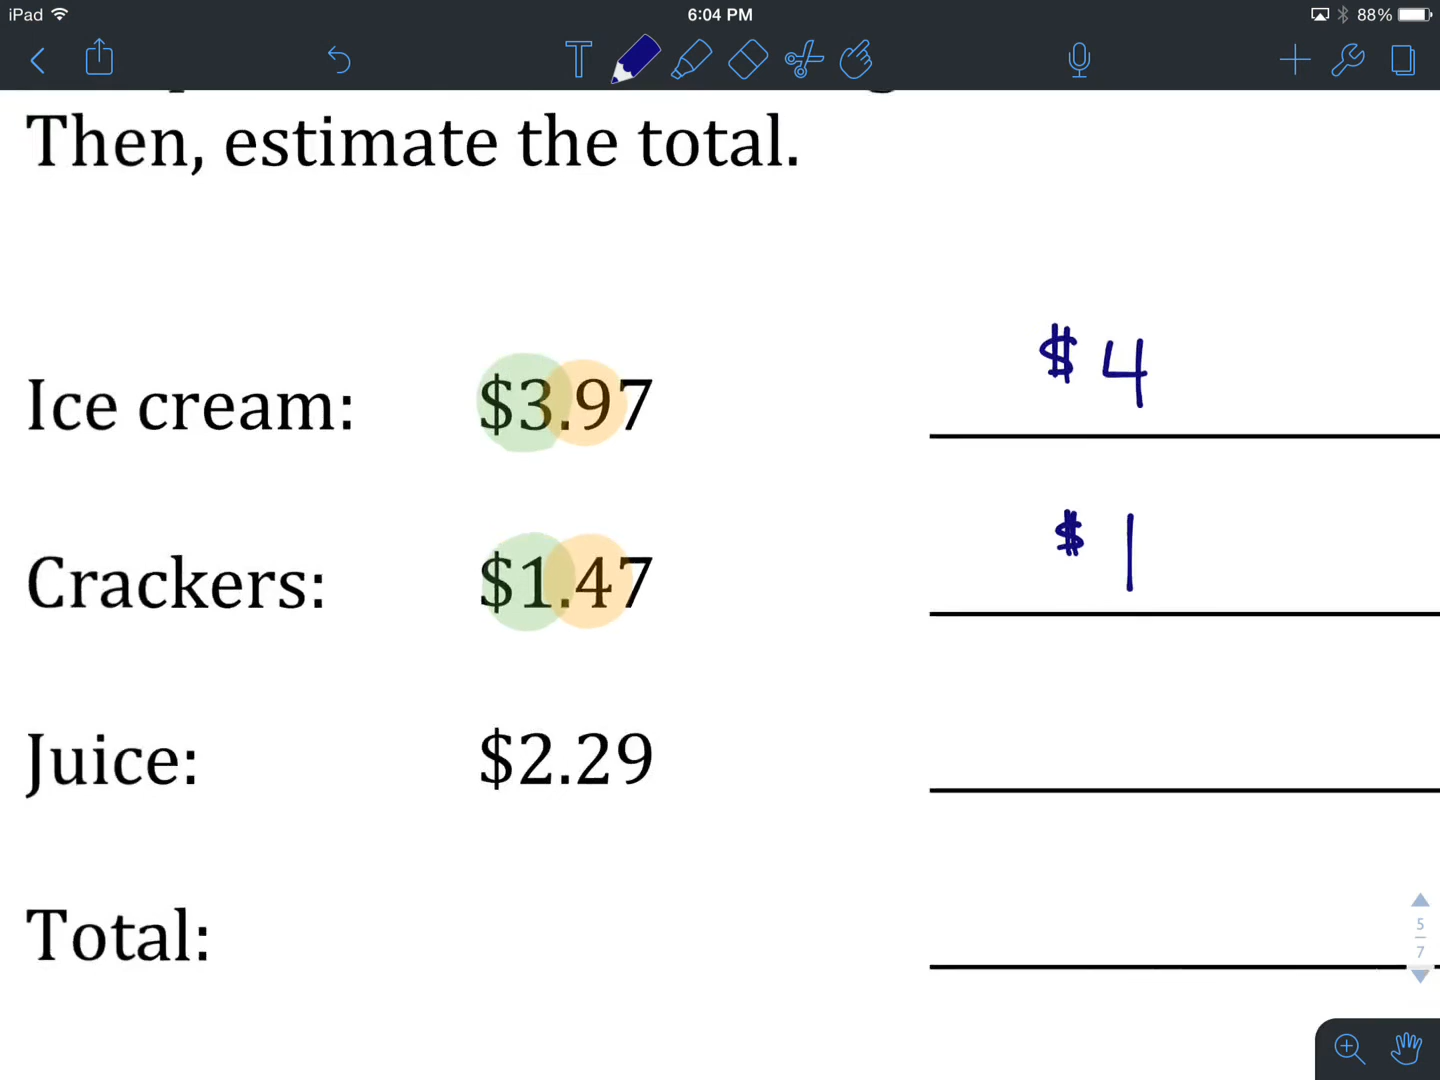 iPad 6:04 PM 88%
T
Then, estimate the total.
Ice cream: $3.97 $4
Crackers: $1.47 $1
Juice: $2.29
Total:
5
7